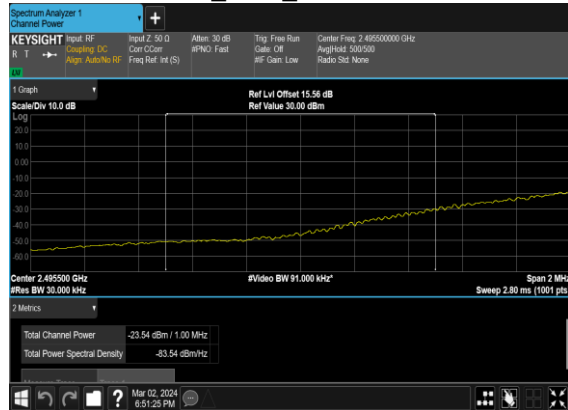 Spectrum Analyzer 1
Channel Power
+
KEYSIGHT
R T
Input: RF
Coupling: DC
Align: Auto/No RF
Input Z: 50 Ω
Corr CCorr
Freq Ref: Int (S)
Atten: 30 dB
#PNO: Fast
Trig: Free Run
Gate: Off
#IF Gain: Low
Center Freq: 2.495500000 GHz
Avg|Hold: 500/500
Radio Std: None
1 Graph
Scale/Div 10.0 dB
Ref Lvl Offset 15.56 dB
Ref Value 30.00 dBm
Log
20.0
10.0
0.00
-10.0
-20.0
-30.0
-40.0
-50.0
-60.0
Center 2.495500 GHz
#Res BW 30.000 kHz
#Video BW 91.000 kHz*
Span 2 MHz
Sweep 2.80 ms (1001 pts
2 Metrics
Total Channel Power -23.54 dBm / 1.00 MHz
Total Power Spectral Density -83.54 dBm/Hz
?
Mar 02, 2024
6:51:25 PM